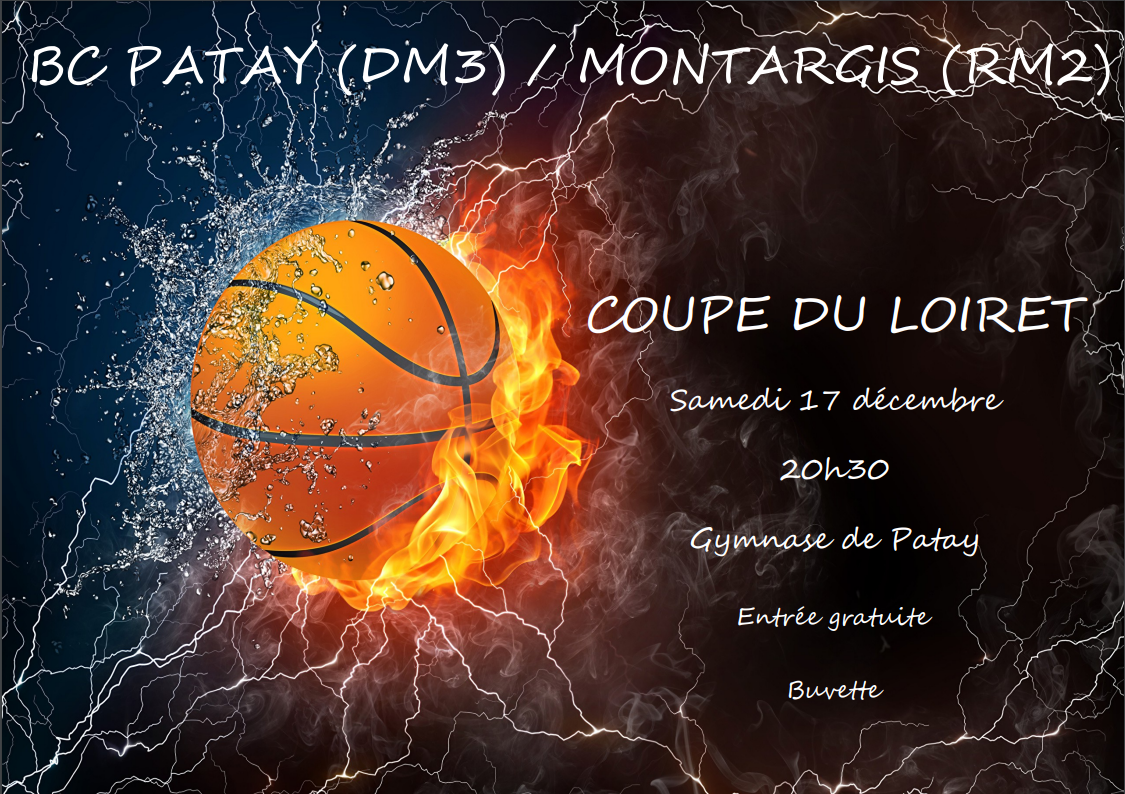 BC PATAY (DM3) / MONTARGIS (RM2)
COUPE DU LOIRET
Samedi 17 décembre
20h30
Gymnase de Patay
Entrée gratuite
Buvette